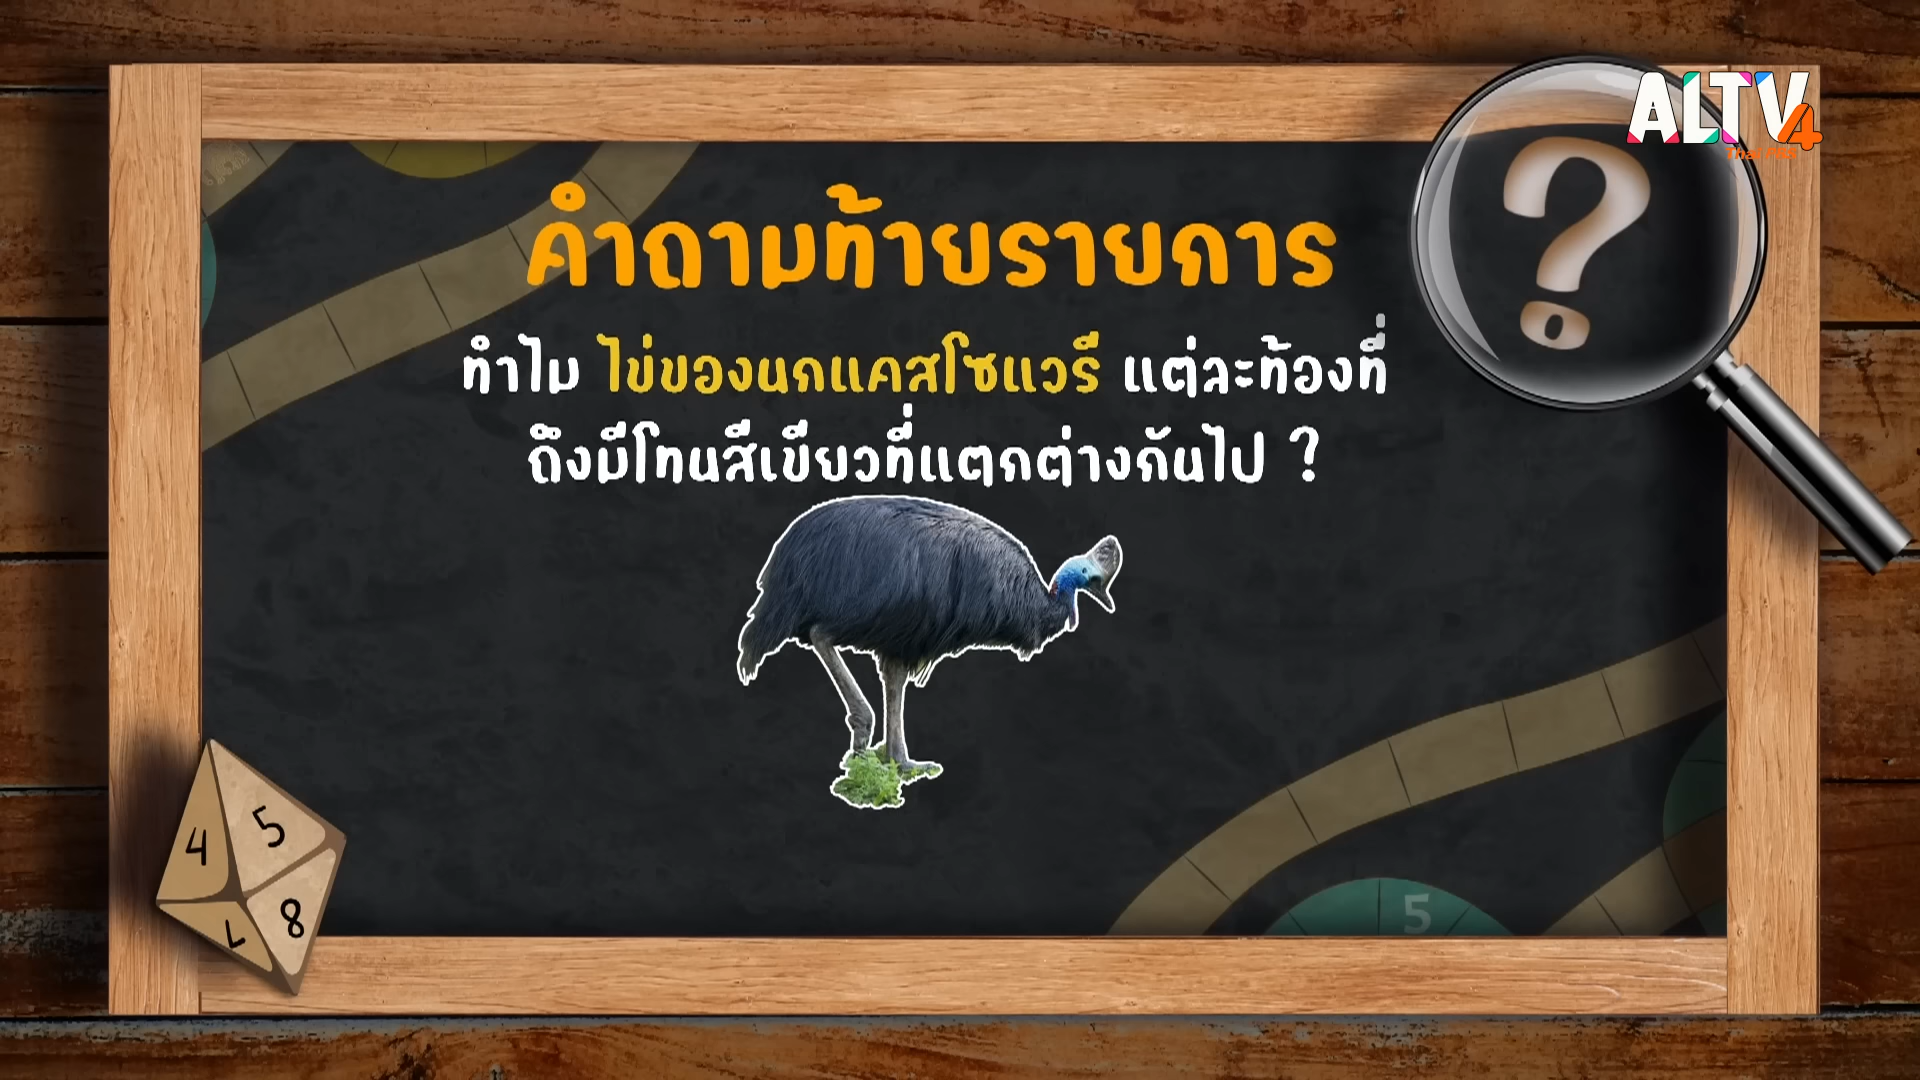 ALTV4
Thai PBS
คำถามท้ายรายการ
ทำไม ไข่ของนกแคสโซแวรี แต่ละท้องที่
ถึงมีโทนสีเขียวที่แตกต่างกันไป ?
?
4
5
8
7
5